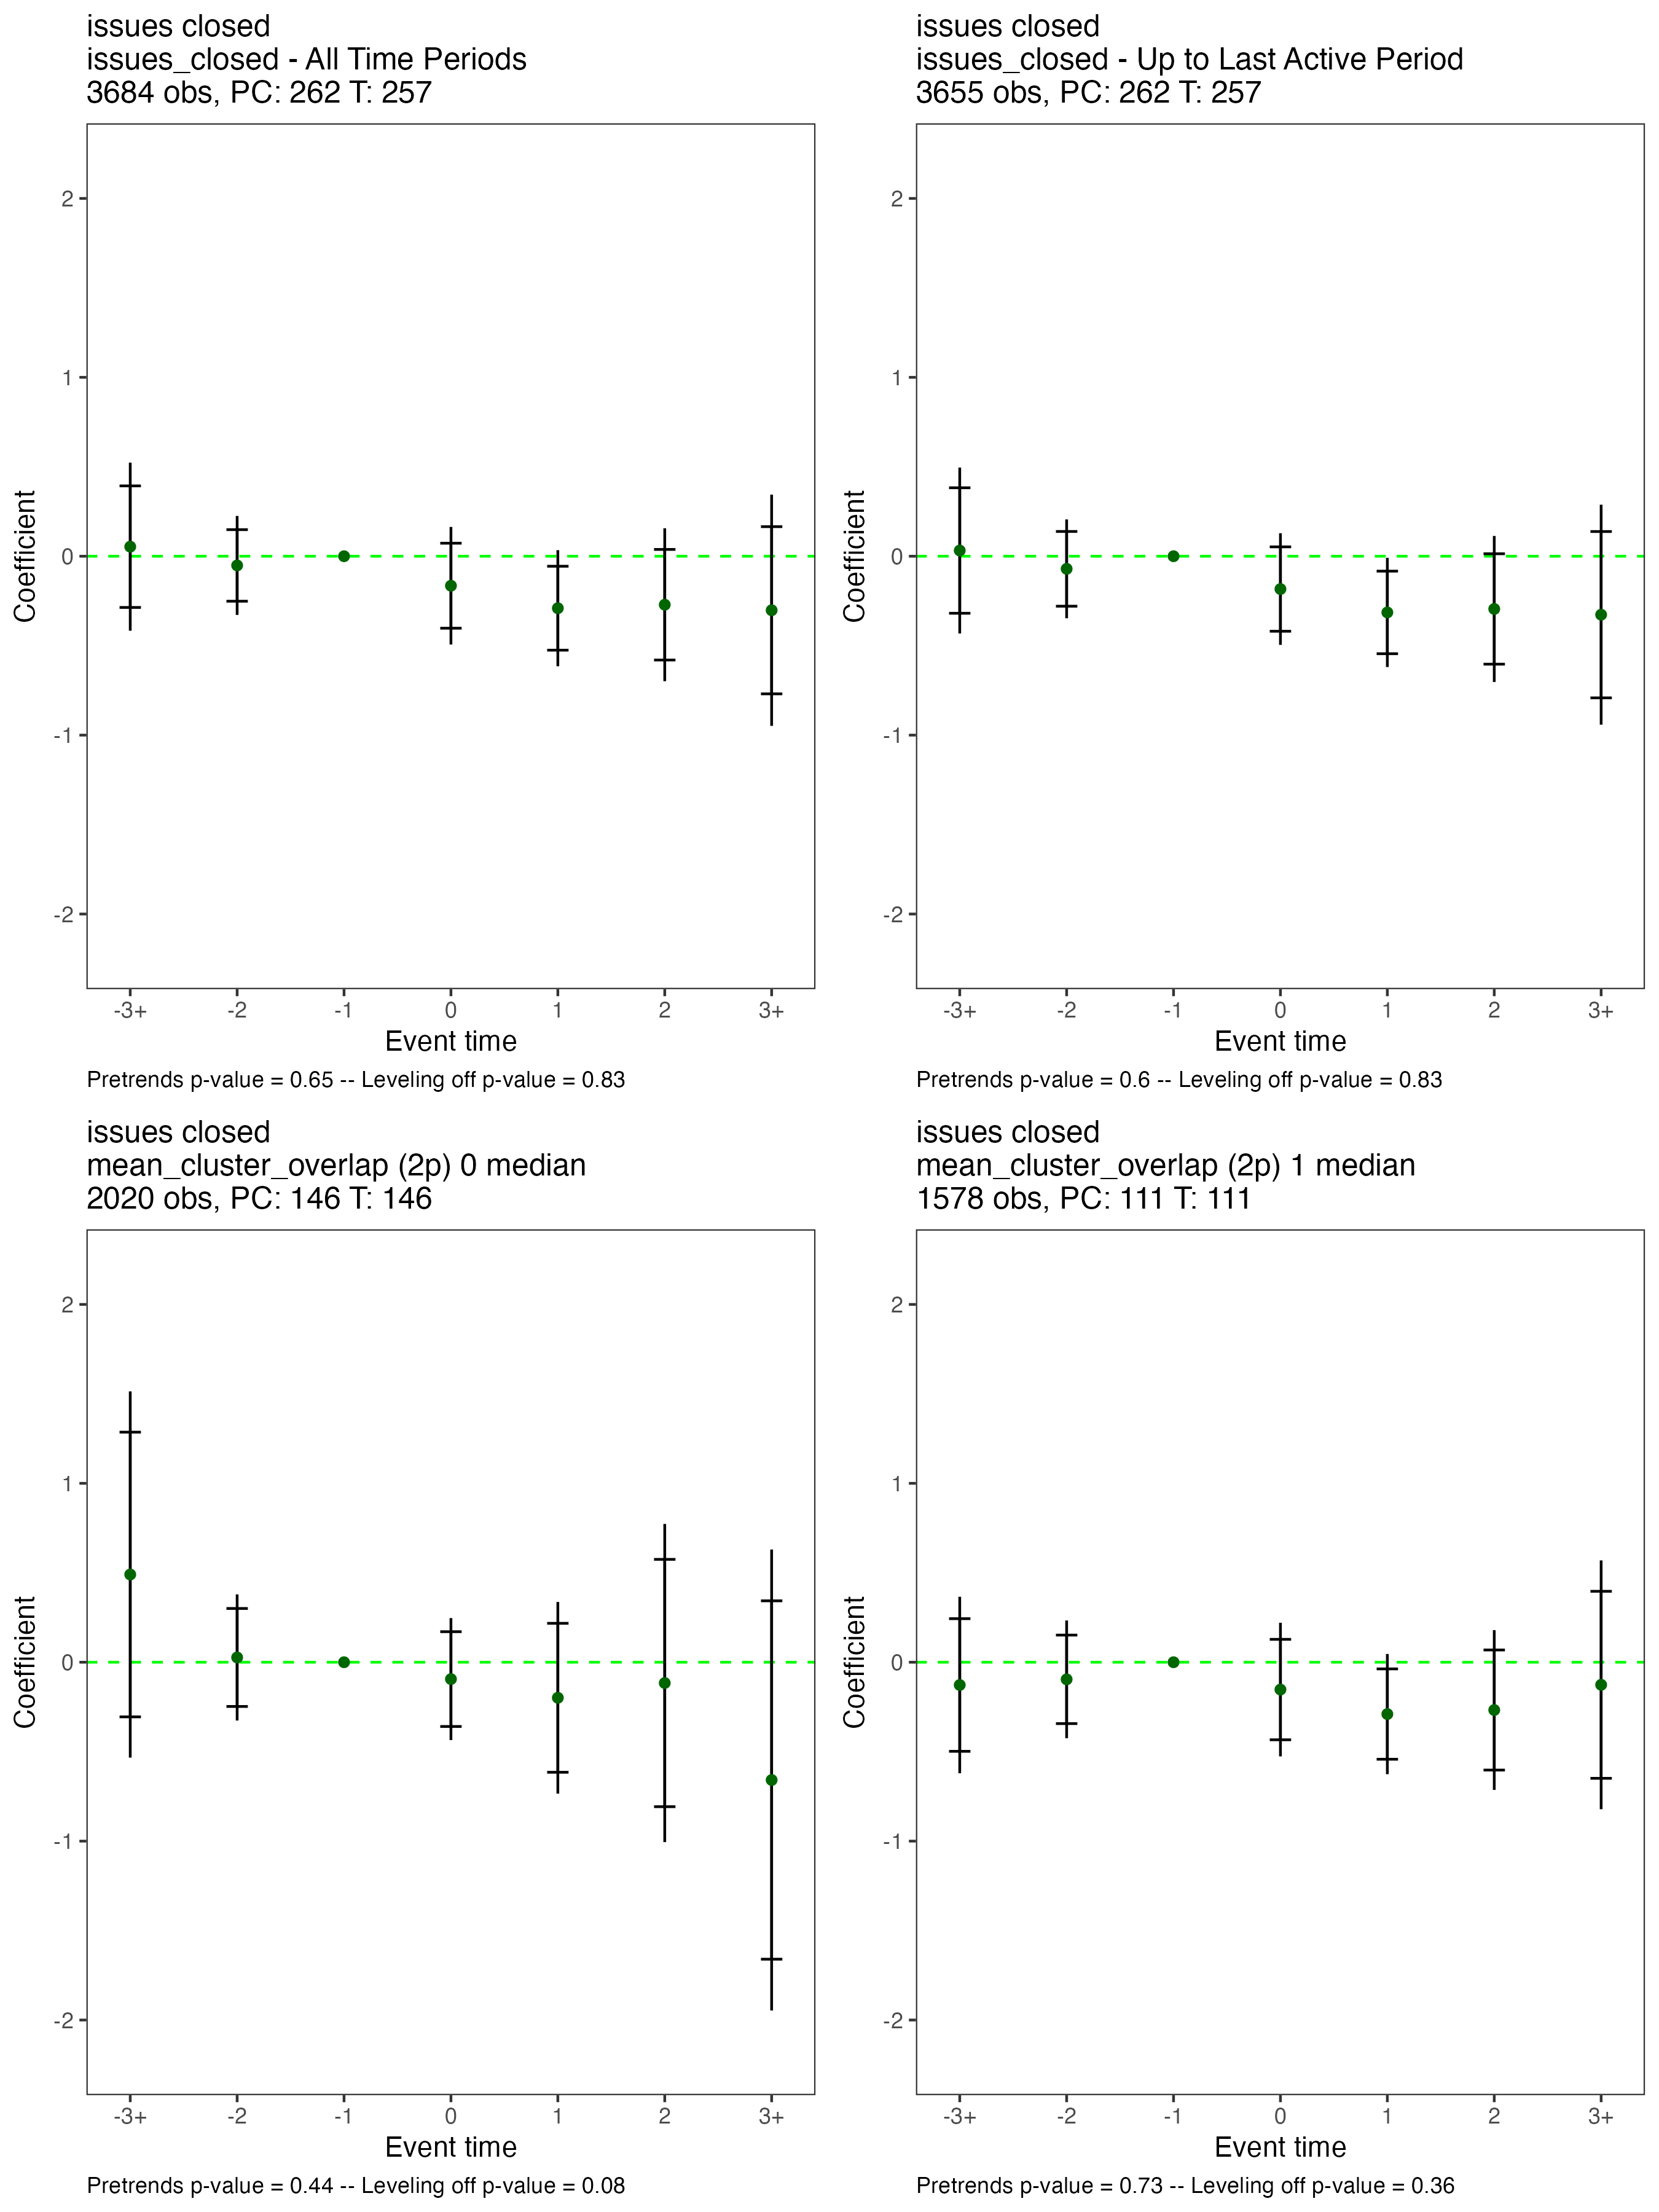 issues closed
issues_closed - All Time Periods
3684 obs, PC: 262 T: 257
2
1
0
-1
-2
Coefficient
-3+ -2 -1 0 1 2 3+
Event time
Pretrends p-value = 0.65 -- Leveling off p-value = 0.83
issues closed
issues_closed - Up to Last Active Period
3655 obs, PC: 262 T: 257
2
1
0
-1
-2
Coefficient
-3+ -2 -1 0 1 2 3+
Event time
Pretrends p-value = 0.6 -- Leveling off p-value = 0.83
issues closed
mean_cluster_overlap (2p) 0 median
2020 obs, PC: 146 T: 146
2
1
0
-1
-2
Coefficient
-3+ -2 -1 0 1 2 3+
Event time
Pretrends p-value = 0.44 -- Leveling off p-value = 0.08
issues closed
mean_cluster_overlap (2p) 1 median
1578 obs, PC: 111 T: 111
2
1
0
-1
-2
Coefficient
-3+ -2 -1 0 1 2 3+
Event time
Pretrends p-value = 0.73 -- Leveling off p-value = 0.36